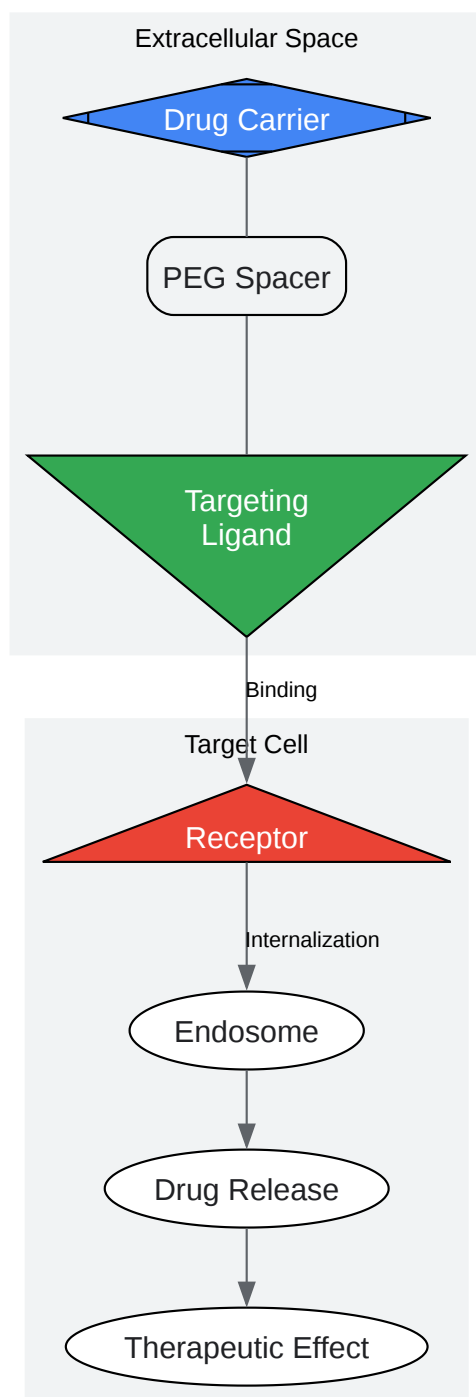 Extracellular Space
Drug Carrier
PEG Spacer
Targeting
Ligand
Binding
Target Cell
Receptor
Internalization
Endosome
Drug Release
Therapeutic Effect